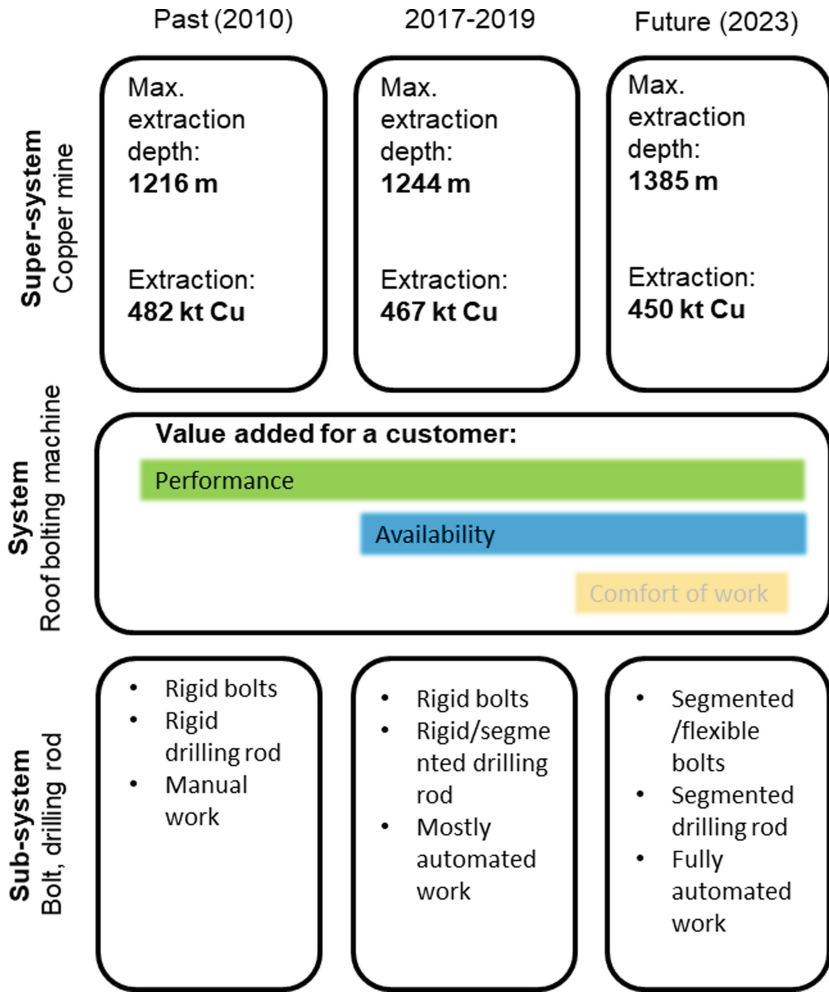 Past (2010)
2017-2019
Future (2023)
Super-system
Copper mine
Max.
extraction
depth:
1216 m
Extraction:
482 kt Cu
Max.
extraction
depth:
1244 m
Extraction:
467 kt Cu
Max.
extraction
depth:
1385 m
Extraction:
450 kt Cu
System
Roof bolting machine
Value added for a customer:
Performance
Availability
Comfort of work
Sub-system
Bolt, drilling rod
• Rigid bolts
• Rigid
drilling rod
• Manual
work
• Rigid bolts
• Rigid/segme
nted drilling
rod
• Mostly
automated
work
• Segmented
/flexible
bolts
• Segmented
drilling rod
• Fully
automated
work